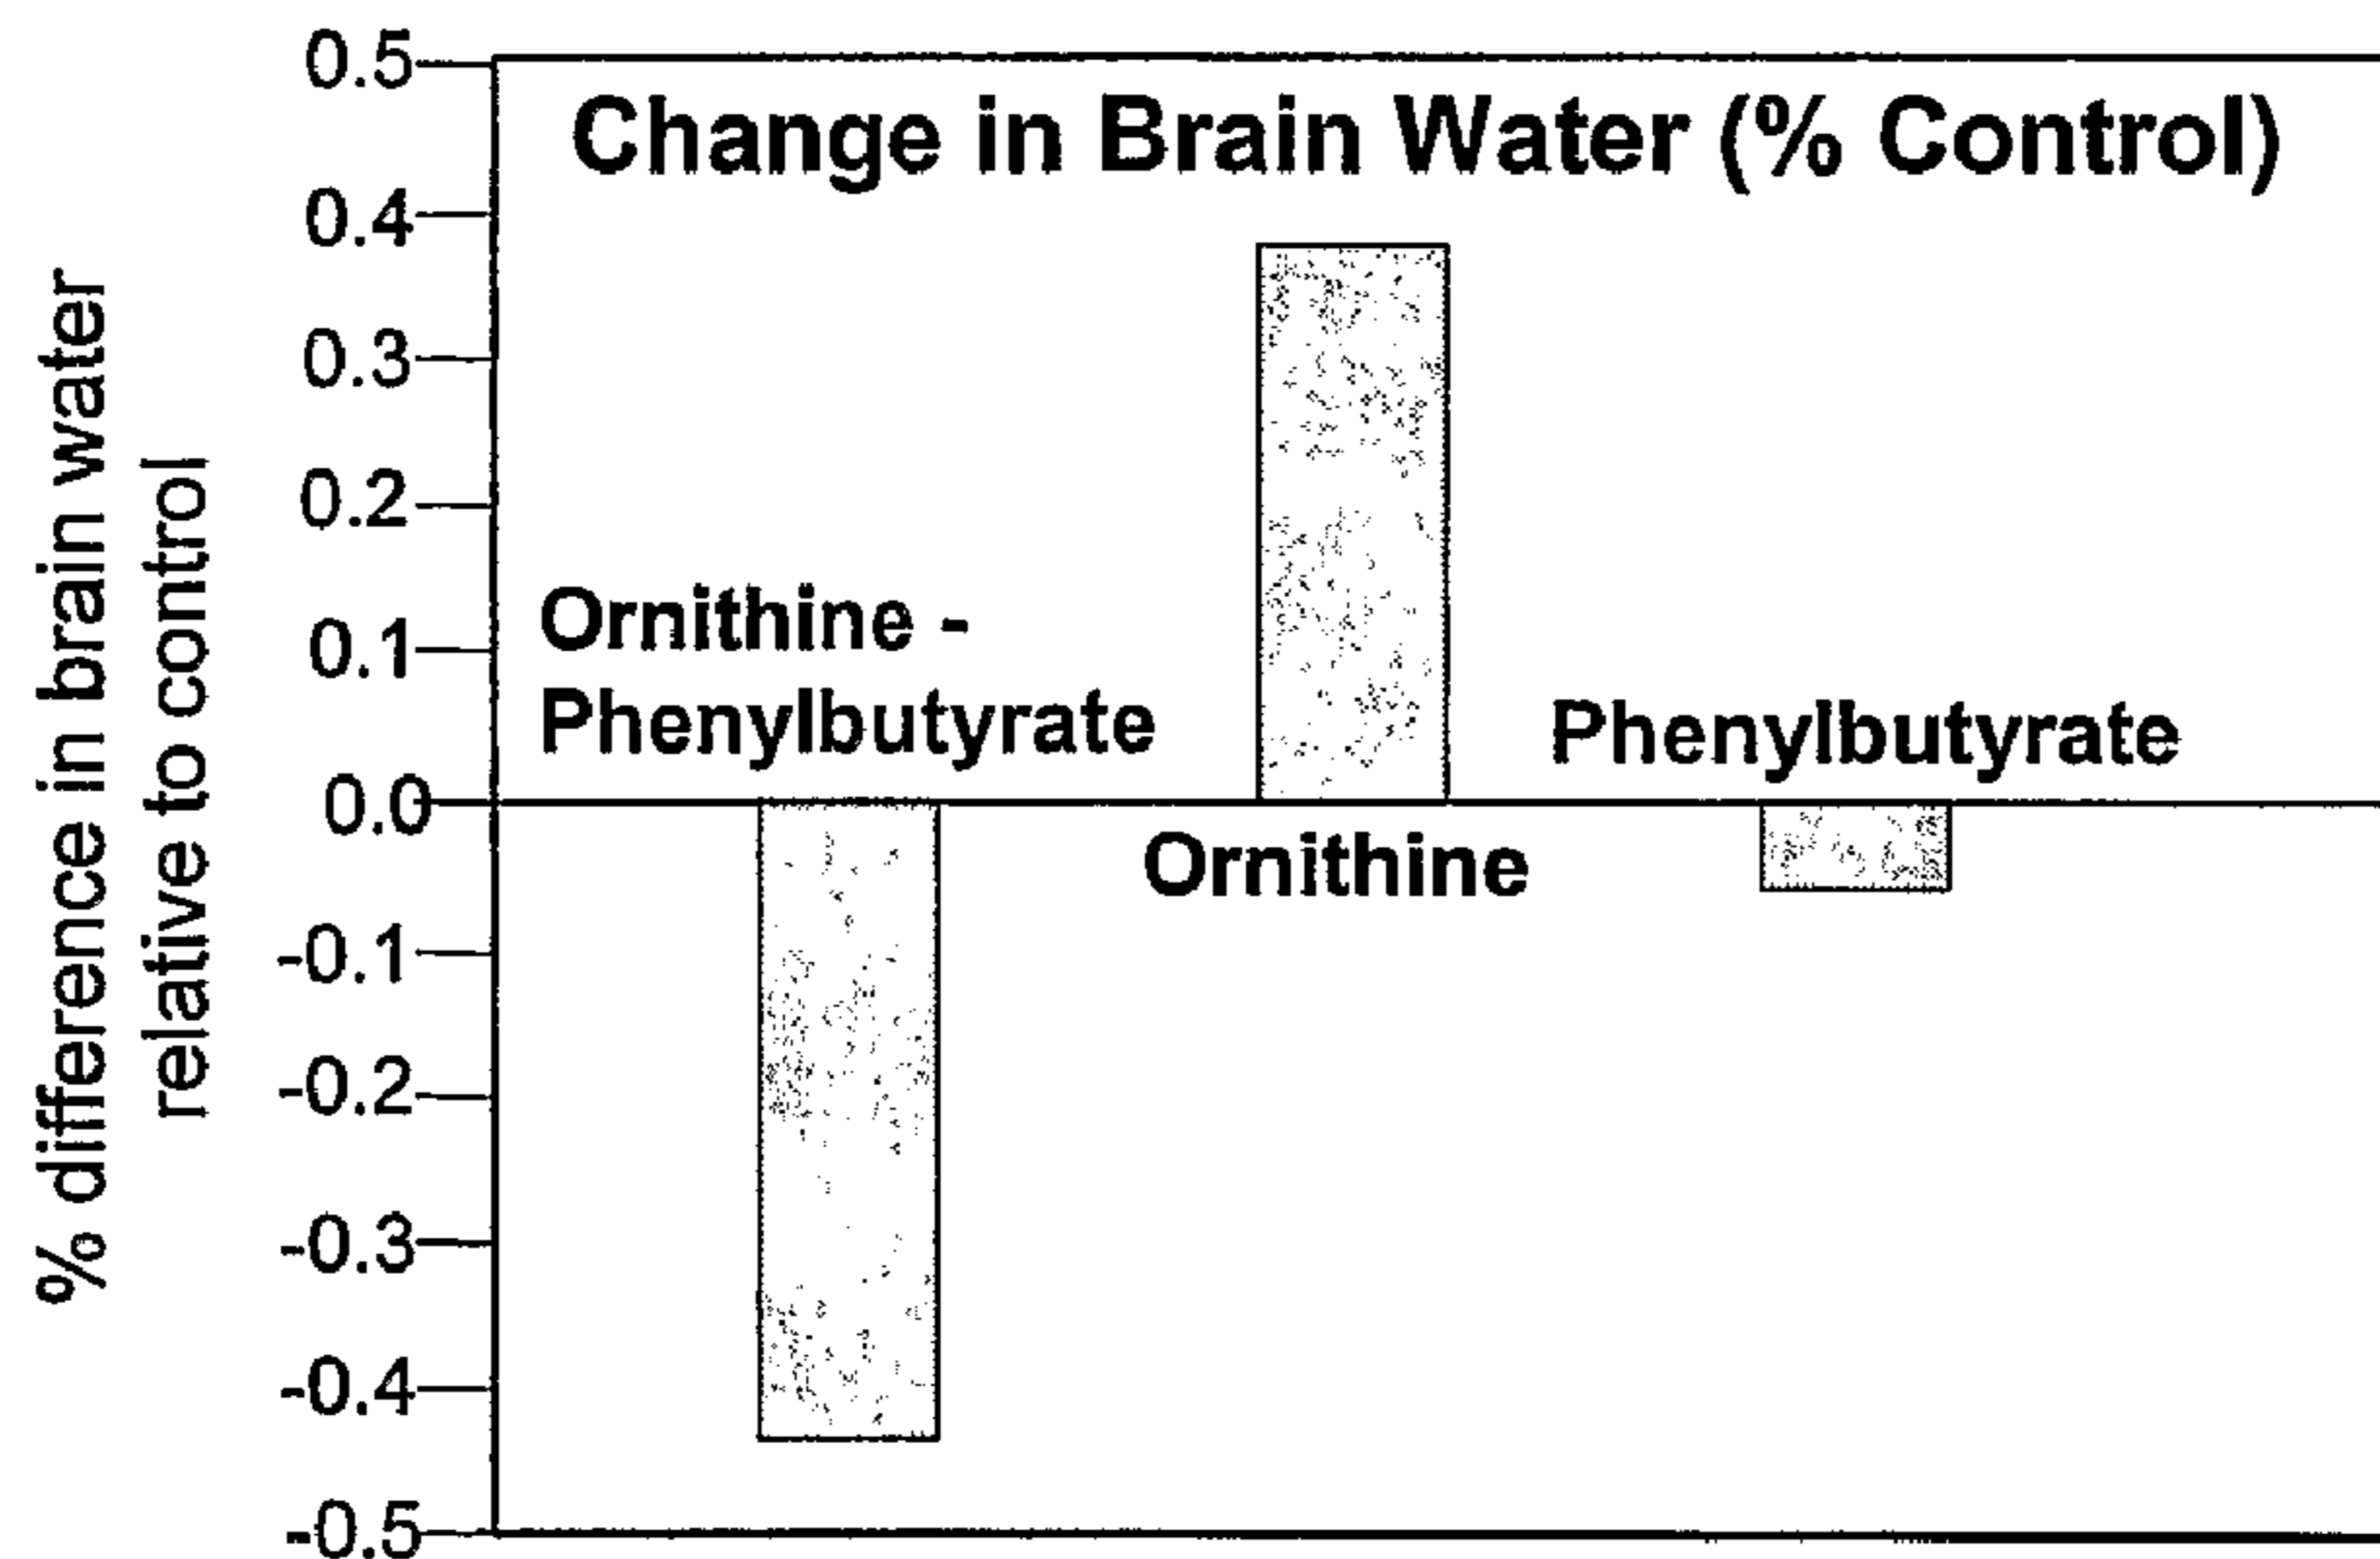 % difference in brain water
relative to control
0.5
0.4
0.3
0.2
0.1
0.0
-0.1
-0.2
-0.3
-0.4
-0.5
Change in Brain Water (% Control)
Ornithine -
Phenylbutyrate
Ornithine
Phenylbutyrate